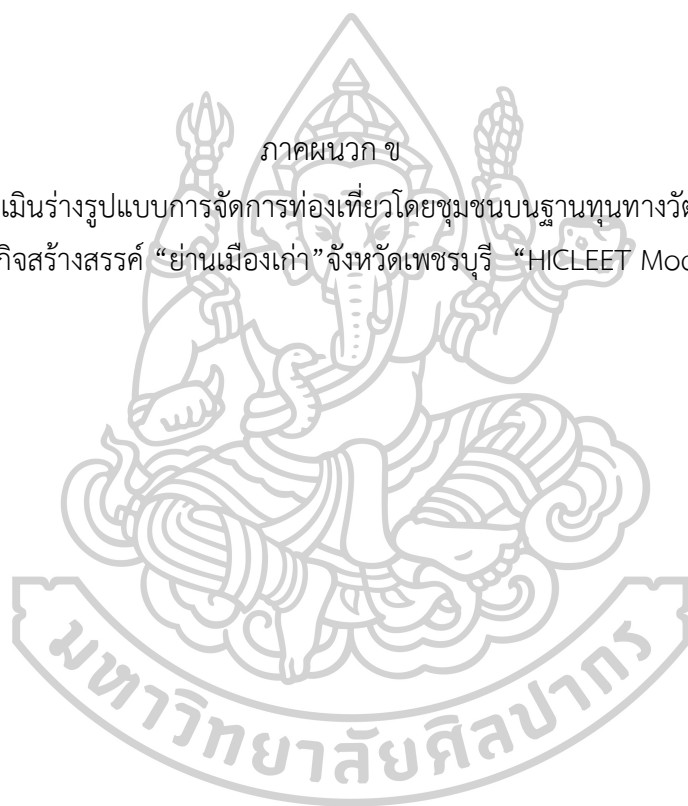 ภาคผนวก ข
เมินร่างรูปแบบการจัดการท่องเที่ยวโดยชุมชนบนฐานทุนทางวัต
กิจสร้างสรรค์ “ย่านเมืองเก่า”จังหวัดเพชรบุรี “HICLEET Mod
มหาวิทยาลัยศิลปากร